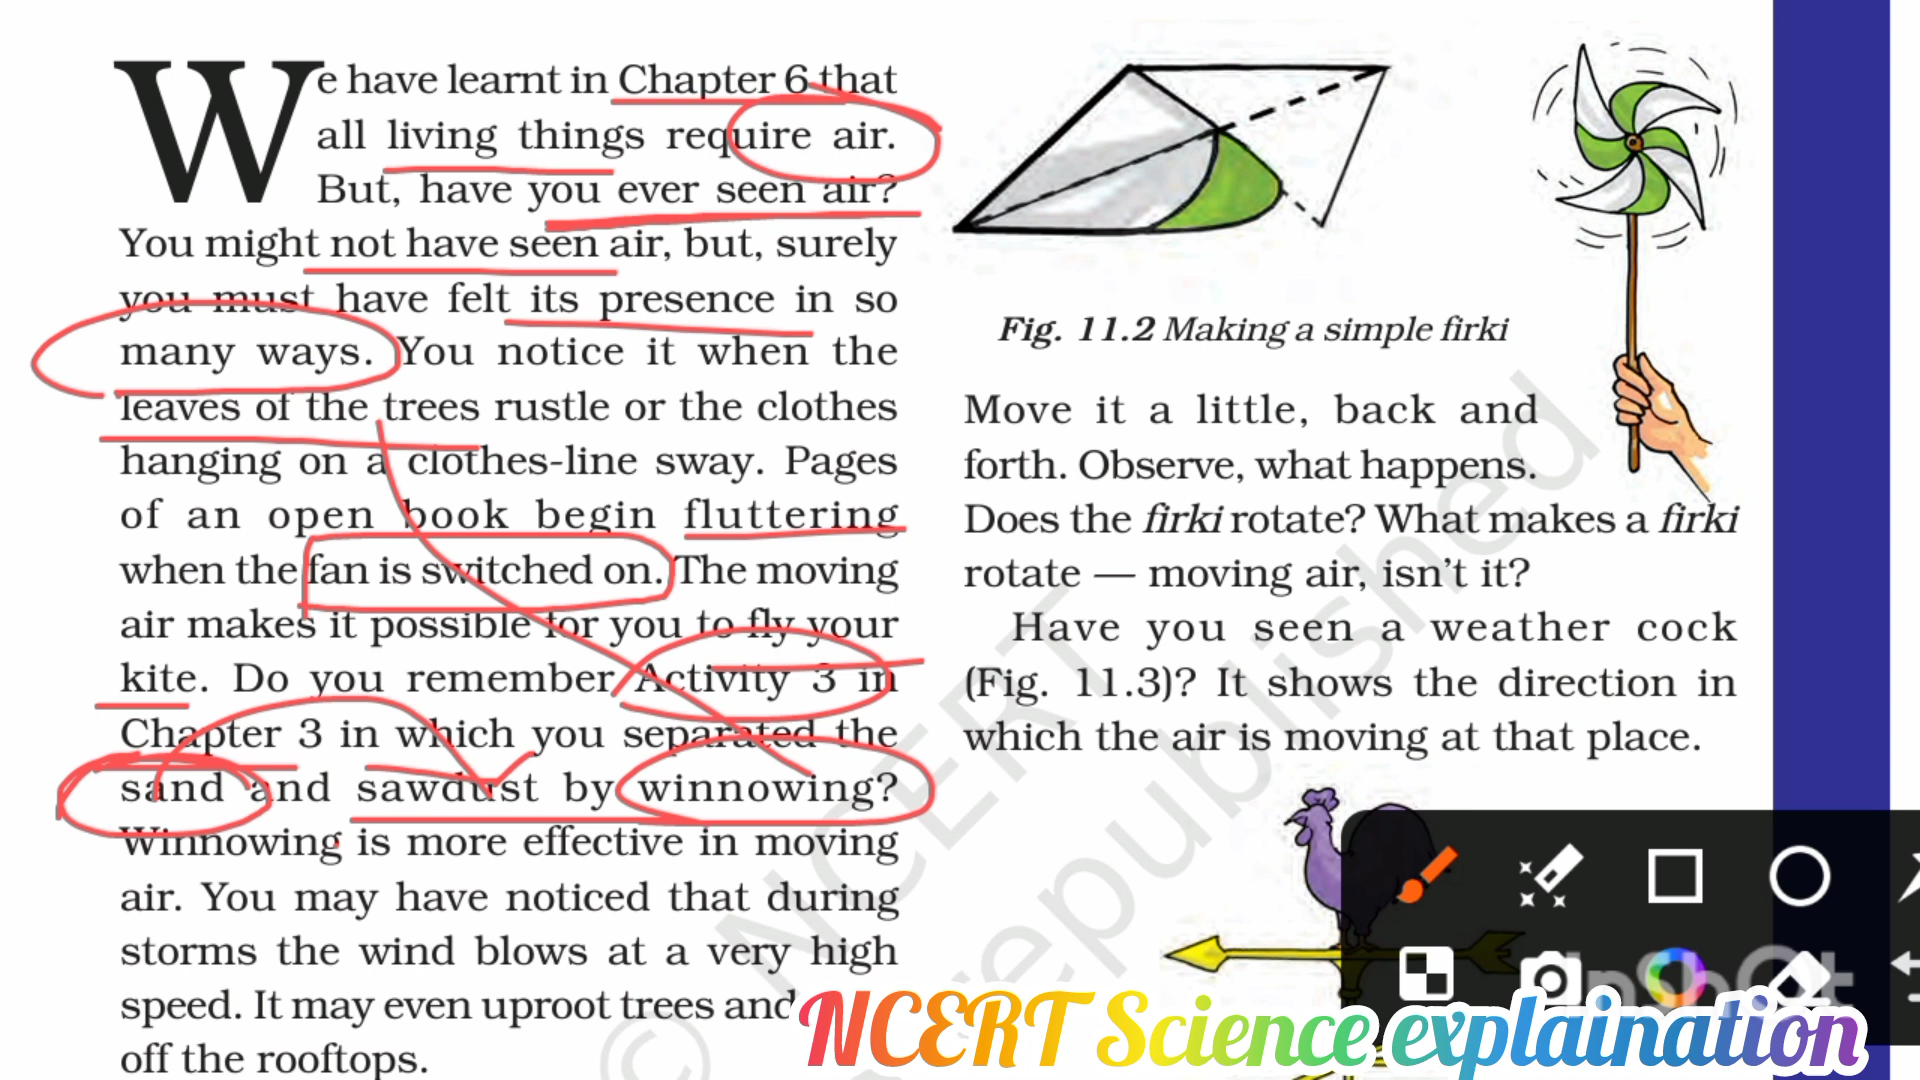 We have learnt in Chapter 6 that
all living things require air.
But, have you ever seen air?
You might not have seen air, but, surely
you must have felt its presence in so
many ways. You notice it when the
leaves of the trees rustle or the clothes
hanging on a clothes-line sway. Pages
of an open book begin fluttering
when the fan is switched on. The moving
air makes it possible for you to fly your
kite. Do you remember Activity 3 in
Chapter 3 in which you separated the
sand and sawdust by winnowing?
Winnowing is more effective in moving
air. You may have noticed that during
storms the wind blows at a very high
speed. It may even uproot trees and
off the rooftops.
Fig. 11.2 Making a simple firki
Move it a little, back and
forth. Observe, what happens.
Does the firki rotate? What makes a firki
rotate — moving air, isn't it?
Have you seen a weather cock
(Fig. 11.3)? It shows the direction in
which the air is moving at that place.
© NCERT
republished
InShOt
NCERT Science explaination